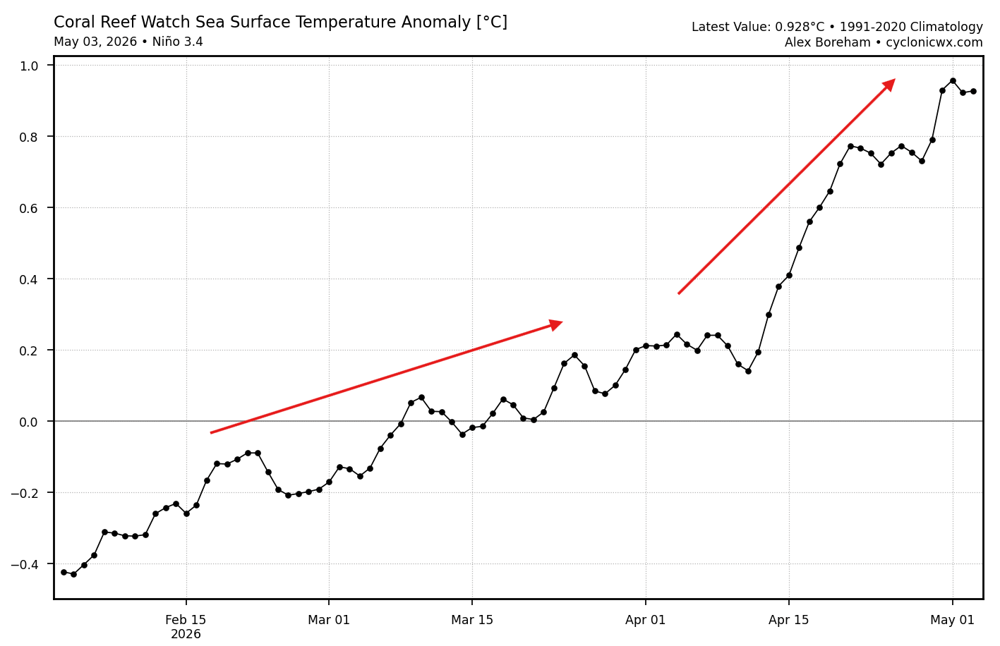 Coral Reef Watch Sea Surface Temperature Anomaly [°C]
May 03, 2026 • Niño 3.4
Latest Value: 0.928°C • 1991-2020 Climatology
Alex Boreham • cyclonicwx.com
1.0
0.8
0.6
0.4
0.2
0.0
−0.2
−0.4
Feb 15 Mar 01 Mar 15 Apr 01 Apr 15 May 01
2026